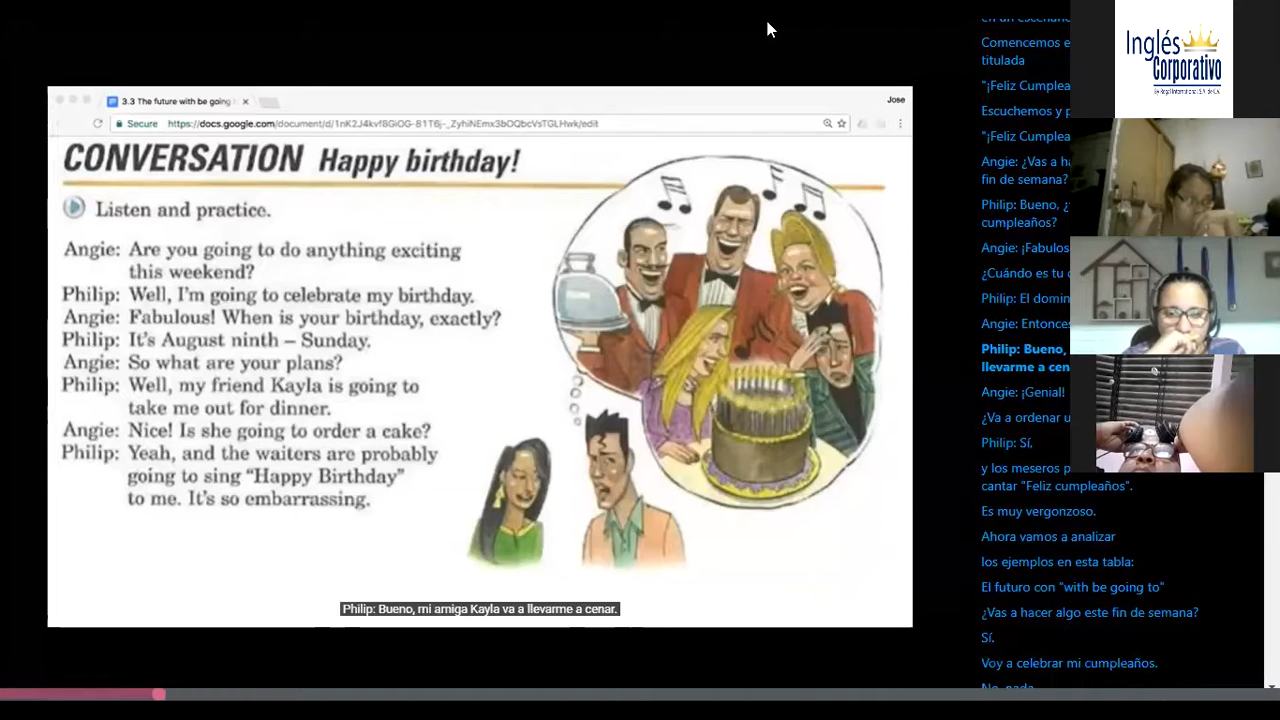 3.3 The future with be going
Jose
Secure
https://docs.google.com/document/d/1nK2J4kvf8GiOG-81T6j-_ZyhiNEmx3bOQbcVsTGLHwk/edit
CONVERSATION Happy birthday!
Listen and practice.
Angie: Are you going to do anything exciting
this weekend?
Philip: Well, I'm going to celebrate my birthday.
Angie: Fabulous! When is your birthday, exactly?
Philip: It's August ninth – Sunday.
Angie: So what are your plans?
Philip: Well, my friend Kayla is going to
take me out for dinner.
Angie: Nice! Is she going to order a cake?
Philip: Yeah, and the waiters are probably
going to sing “Happy Birthday”
to me. It's so embarrassing.
Philip: Bueno, mi amiga Kayla va a llevarme a cenar.
Comencemos
titulada
"¡Feliz
Escuchemos y
"¡Feliz
Angie: ¿Vas a
fin de semana?
Philip: Bueno,
cumpleaños?
Angie:
¿Cuándo es tu
Philip: El
Angie:
Philip: Bueno,
llevarme a
Angie: ¡Genial!
¿Va a ordenar
Philip: Sí,
y los meseros
cantar "Feliz cumpleaños".
Es muy vergonzoso.
Ahora vamos a analizar
los ejemplos en esta tabla:
El futuro con "with be going to"
¿Vas a hacer algo este fin de semana?
Sí.
Voy a celebrar mi cumpleaños.
No, nada
Inglés
Corporativo